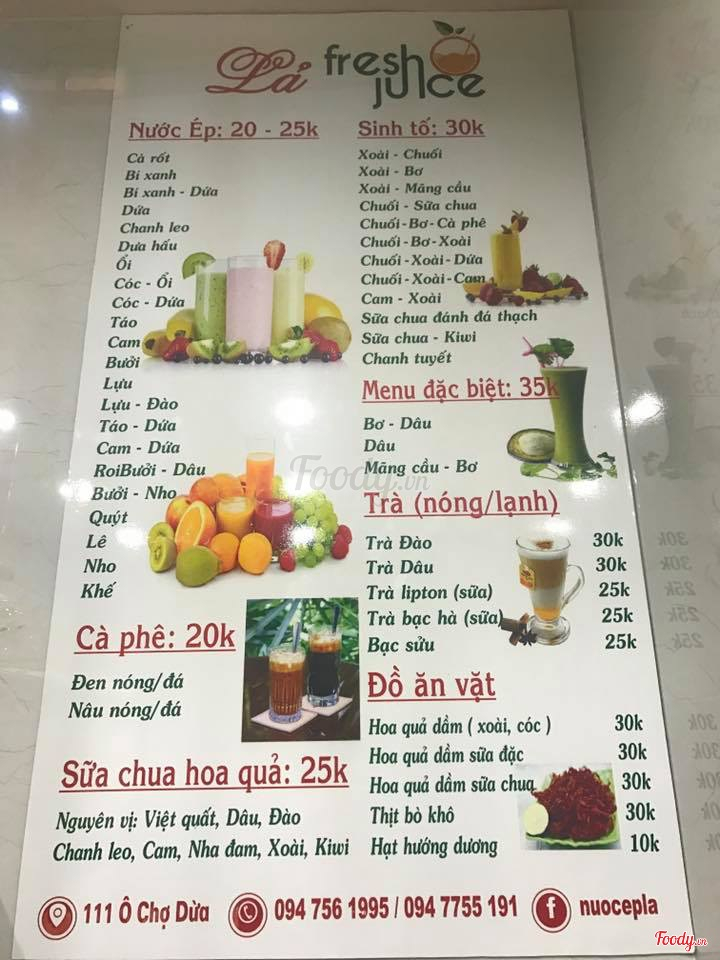 Lá fresh juice
Nước Ép: 20 - 25k
Cà rốt
Bí xanh
Bí xanh - Dứa
Dứa
Chanh leo
Dưa hấu
Ổi
Cóc - Ổi
Cóc - Dứa
Táo
Cam
Bưởi
Lựu
Lựu - Đào
Táo - Dứa
Cam - Dứa
RoiBưởi - Dâu
Bưởi - Nho
Quýt
Lê
Nho
Khế
Cà phê: 20k
Đen nóng/đá
Nâu nóng/đá
Sữa chua hoa quả: 25k
Nguyên vị: Việt quất, Dâu, Đào
Chanh leo, Cam, Nha đam, Xoài, Kiwi
Sinh tố: 30k
Xoài - Chuối
Xoài - Bơ
Xoài - Mãng cầu
Chuối - Sữa chua
Chuối-Bơ-Cà phê
Chuối-Bơ-Xoài
Chuối-Xoài-Dứa
Chuối-Xoài-Cam
Cam - Xoài
Sữa chua đánh đá thạch
Sữa chua - Kiwi
Chanh tuyết
Menu đặc biệt: 35k
Bơ - Dâu
Dâu
Mãng cầu - Bơ
Trà (nóng/lạnh)
Trà Đào 30k
Trà Dâu 30k
Trà lipton (sữa) 25k
Trà bạc hà (sữa) 25k
Bạc sửu 25k
Đồ ăn vặt
Hoa quả dầm ( xoài, cóc ) 30k
Hoa quả dầm sữa đặc 30k
Hoa quả dầm sữa chua 30k
Thịt bò khô 30k
Hạt hướng dương 10k
111 Ô Chợ Dừa 094 756 1995 / 094 7755 191 f nuocepla
Foody.vn
Foody.vn